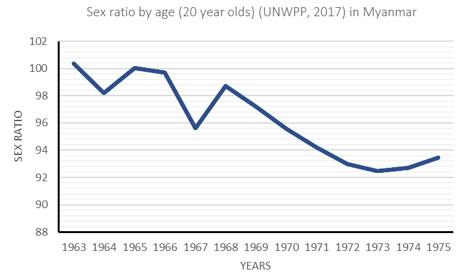 Sex ratio by age (20 year olds) (UNWPP, 2017) in Myanmar
102
100
98
96
94
92
90
88
SEX RATIO
1963 1964 1965 1966 1967 1968 1969 1970 1971 1972 1973 1974 1975
YEARS